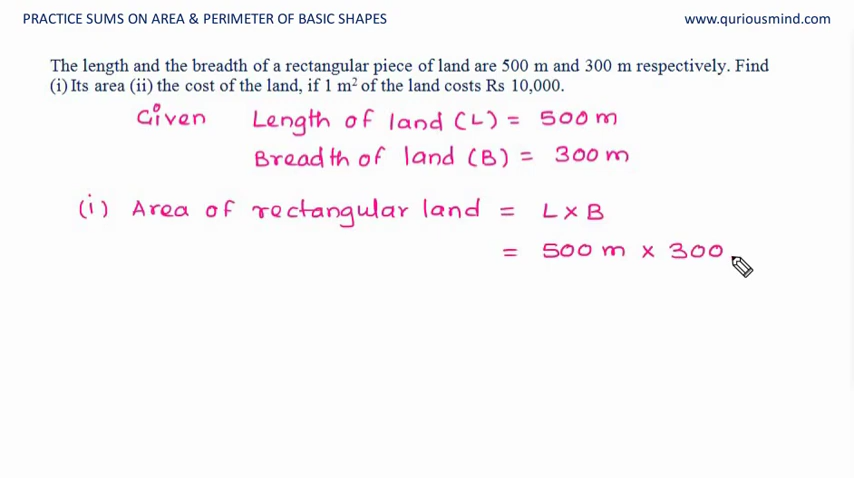 PRACTICE SUMS ON AREA & PERIMETER OF BASIC SHAPES
www.quriousmind.com
The length and the breadth of a rectangular piece of land are 500 m and 300 m respectively. Find
(i) Its area (ii) the cost of the land, if 1 m² of the land costs Rs 10,000.
Given Length of land (L) = 500 m
Breadth of land (B) = 300 m
(i) Area of rectangular land = L × B
= 500 m × 300